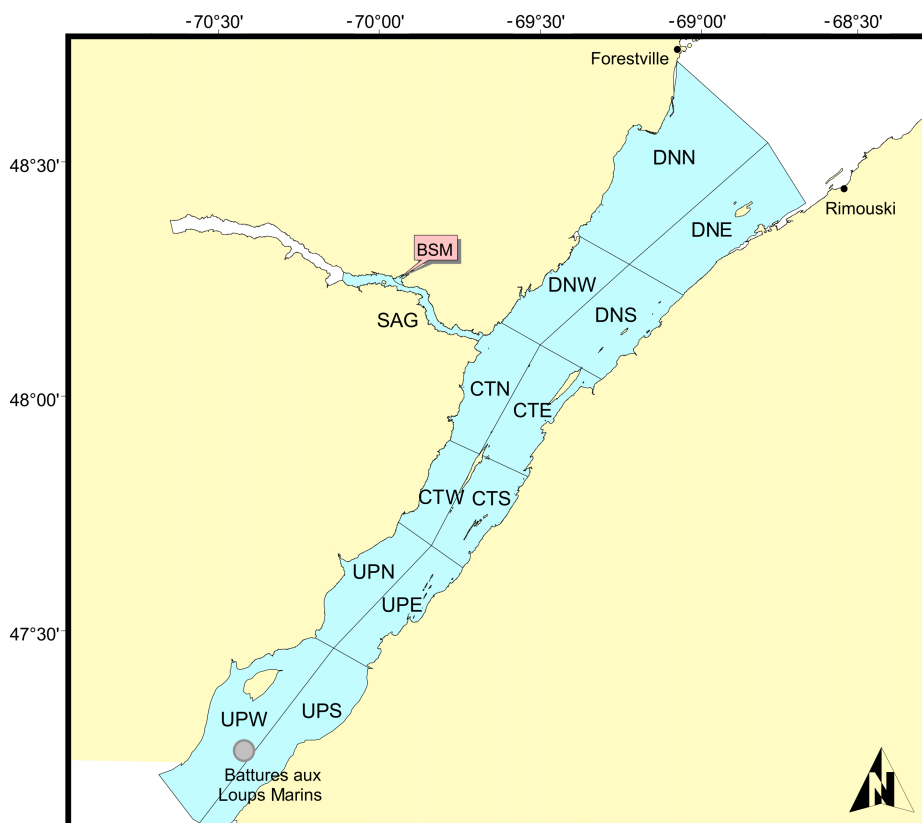 -70°30' -70°00' -69°30' -69°00' -68°30'
Forestville
48°30'
DNN
Rimouski
DNE
BSM
DNW
SAG
DNS
48°00'
CTN
CTE
CTW
CTS
UPN
UPE
47°30'
UPW
UPS
Battures aux
Loups Marins
N